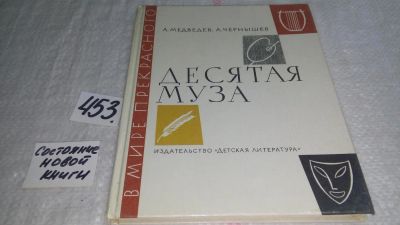 А. МЕДВЕДЕВ, А. ЧЕРНЫШЕВ
В МИРЕ ПРЕКРАСНОГО
ДЕСЯТАЯ
МУЗА
ИЗДАТЕЛЬСТВО «ДЕТСКАЯ ЛИТЕРАТУРА»
453
Состояние
новой
книги